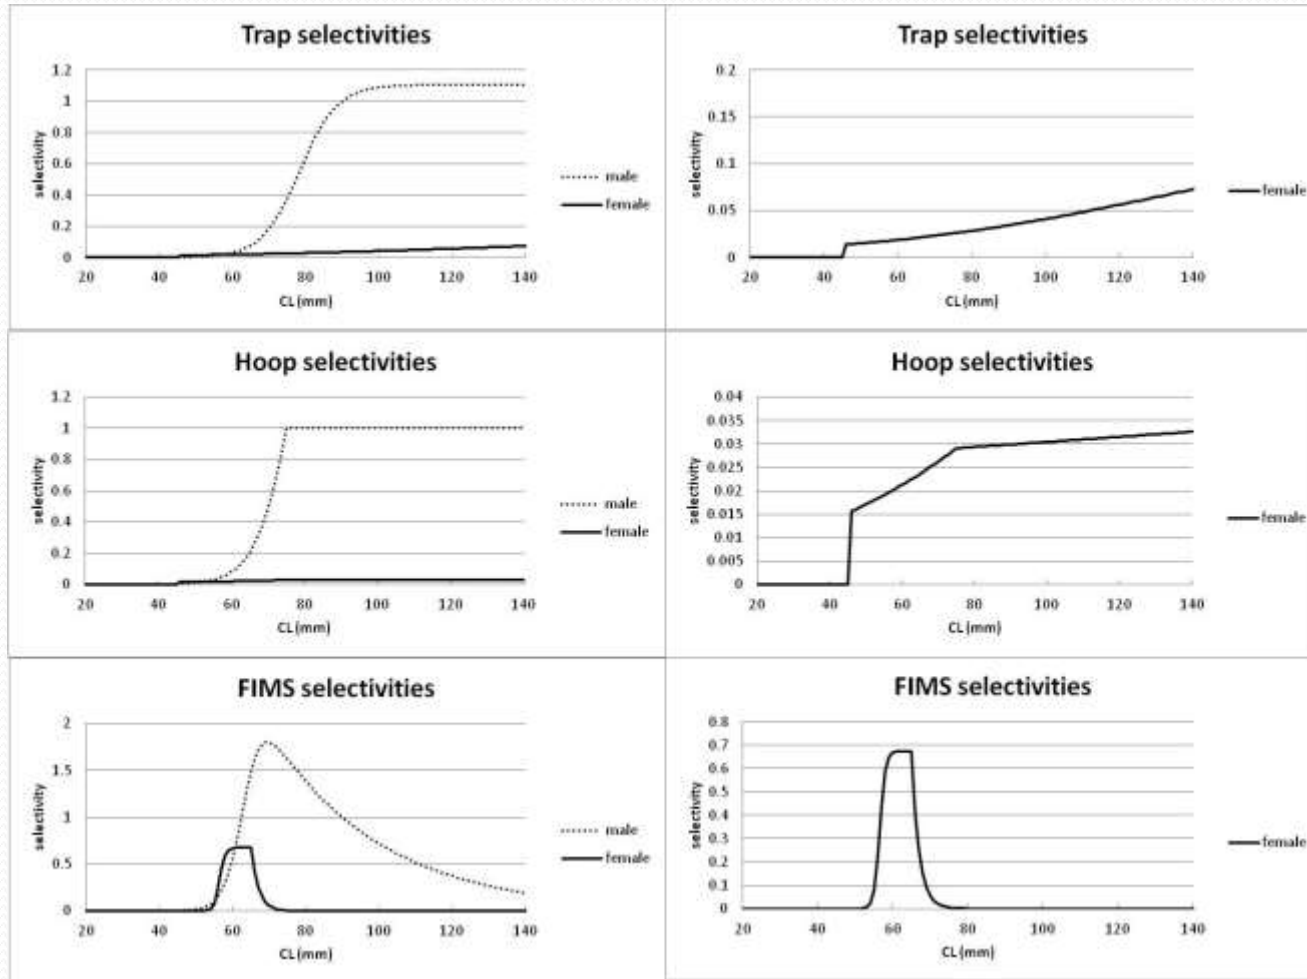 Trap selectivities
1.2
1
0.8
0.6
0.4
0.2
0
selectivity
20 40 60 80 100 120 140
CL (mm)
male
female
Trap selectivities
0.2
0.15
0.1
0.05
0
selectivity
20 40 60 80 100 120 140
CL (mm)
female
Hoop selectivities
1.2
1
0.8
0.6
0.4
0.2
0
selectivity
20 40 60 80 100 120 140
CL (mm)
male
female
Hoop selectivities
0.04
0.035
0.03
0.025
0.02
0.015
0.01
0.005
0
selectivity
20 40 60 80 100 120 140
CL (mm)
female
FIMS selectivities
2
1.5
1
0.5
0
selectivity
20 40 60 80 100 120 140
CL (mm)
male
female
FIMS selectivities
0.8
0.7
0.6
0.5
0.4
0.3
0.2
0.1
0
selectivity
20 40 60 80 100 120 140
CL (mm)
female